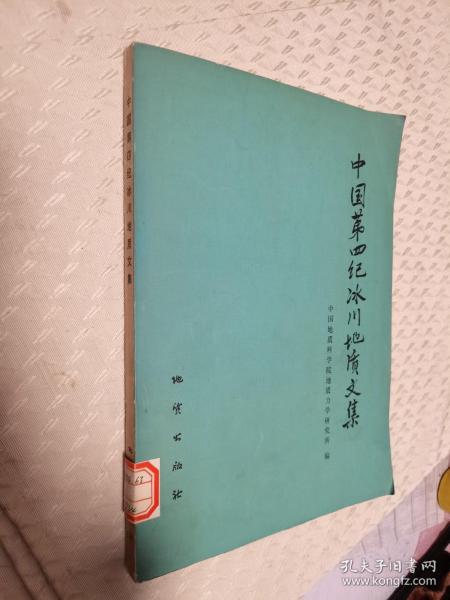 中国第四纪冰川地质文集
中国地质科学院地质力学研究所 编
地质出版社
中国第四纪冰川地质文集
孔夫子旧书网
www.kongfz.com